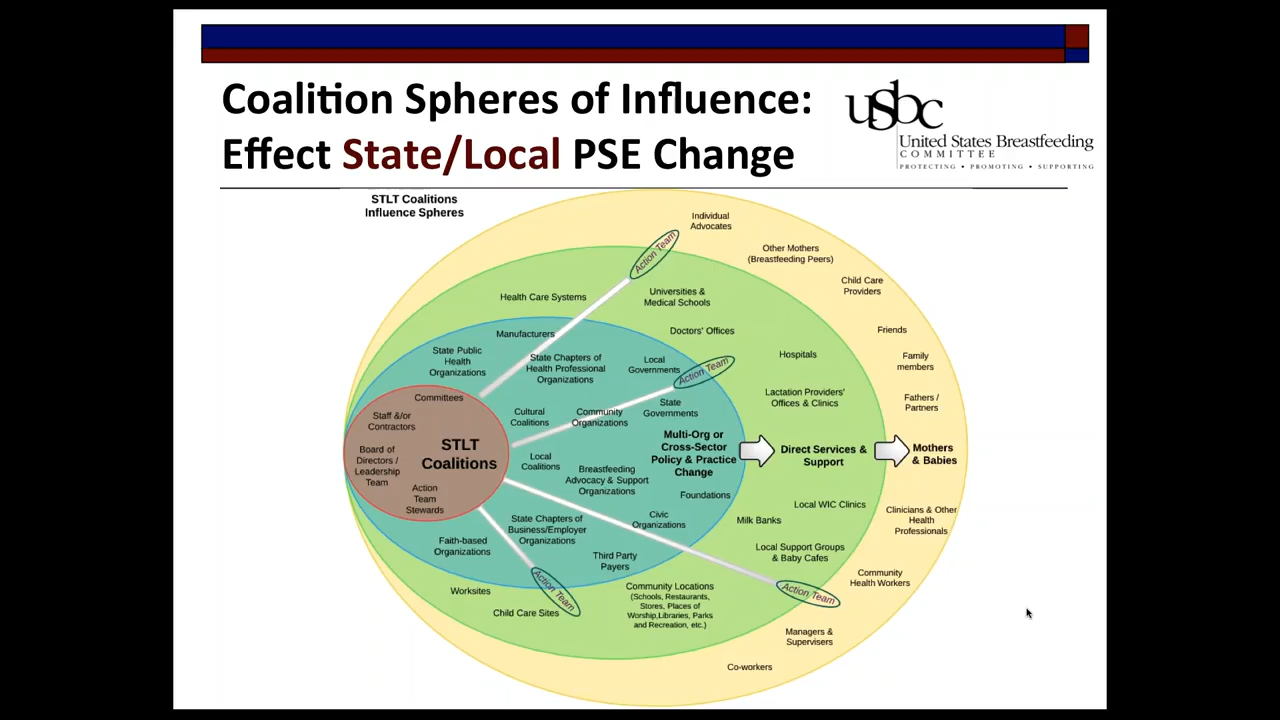 Coalition Spheres of Influence:
Effect State/Local PSE Change
usbc
United States Breastfeeding
COMMITTEE
PROTECTING • PROMOTING • SUPPORTING
STLT Coalitions
Influence Spheres
Individual
Advocates
Action Team
Other Mothers
(Breastfeeding Peers)
Child Care
Providers
Health Care Systems
Universities &
Medical Schools
Manufacturers
Doctors' Offices
Friends
State Public
Health
Organizations
State Chapters of
Health Professional
Organizations
Local
Governments
Action Team
Hospitals
Family
members
Committees
Lactation Providers'
Offices & Clinics
Fathers /
Partners
Staff &/or
Contractors
Cultural
Coalitions
Community
Organizations
State
Governments
Board of
Directors /
Leadership
Team
STLT
Coalitions
Multi-Org or
Cross-Sector
Policy & Practice
Change
Direct Services &
Support
Mothers
& Babies
Local
Coalitions
Breastfeeding
Advocacy & Support
Organizations
Action
Team
Stewards
Foundations
Local WIC Clinics
Civic
Organizations
Milk Banks
Clinicians & Other
Health
Professionals
State Chapters of
Business/Employer
Organizations
Faith-based
Organizations
Third Party
Payers
Local Support Groups
& Baby Cafes
Community
Health Workers
Action Team
Action Team
Worksites
Child Care Sites
Community Locations
(Schools, Restaurants,
Stores, Places of
Worship,Libraries, Parks
and Recreation, etc.)
Managers &
Supervisors
Co-workers